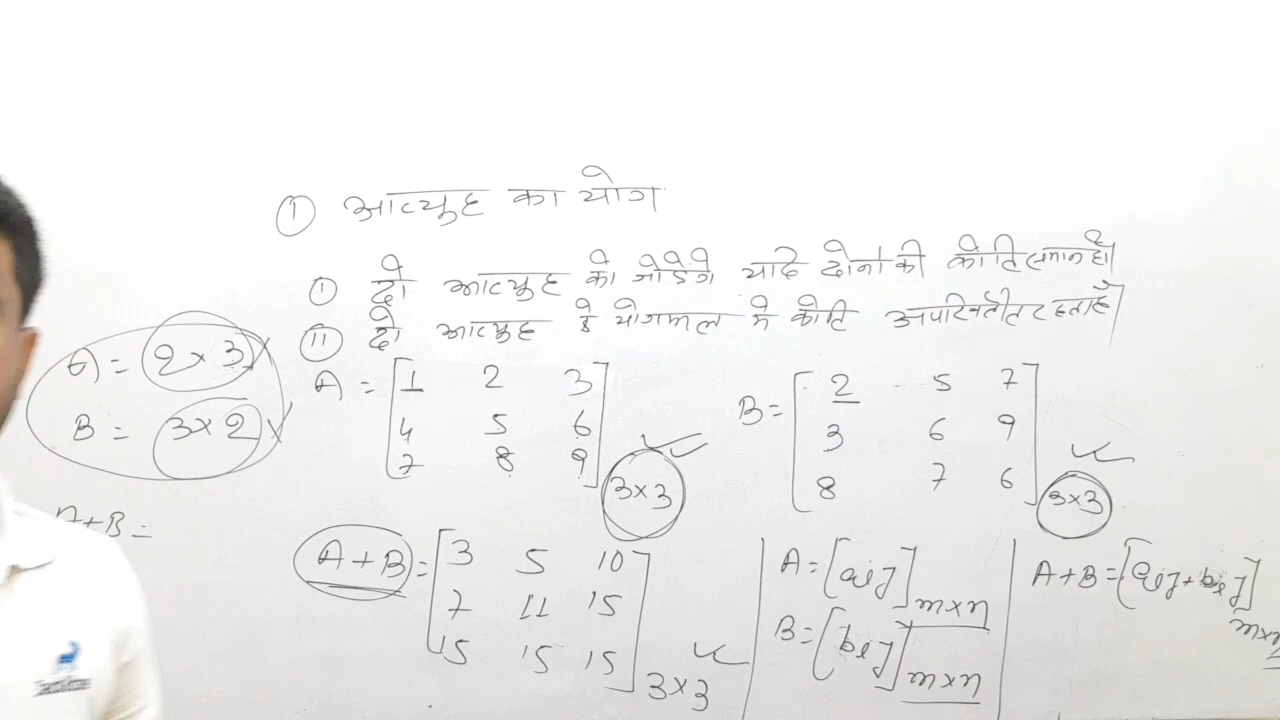 ① आव्यूह का योग
① दो आव्यूह को जोडेंगे यदि दोनों की कोटि समान हो
② दो आव्यूह के योगफल में कोटि अपरिवर्तीत रहता है
A = 2×3
B = 3×2
A+B =
A = [1 2 3
4 5 6
7 8 9] 3×3
B = [2 5 7
3 6 9
8 7 6] 3×3
A+B = [3 5 10
7 11 15
15 15 15] 3×3
A = [aij] m×n
B = [bij] m×n
A+B = [aij+bij] m×n